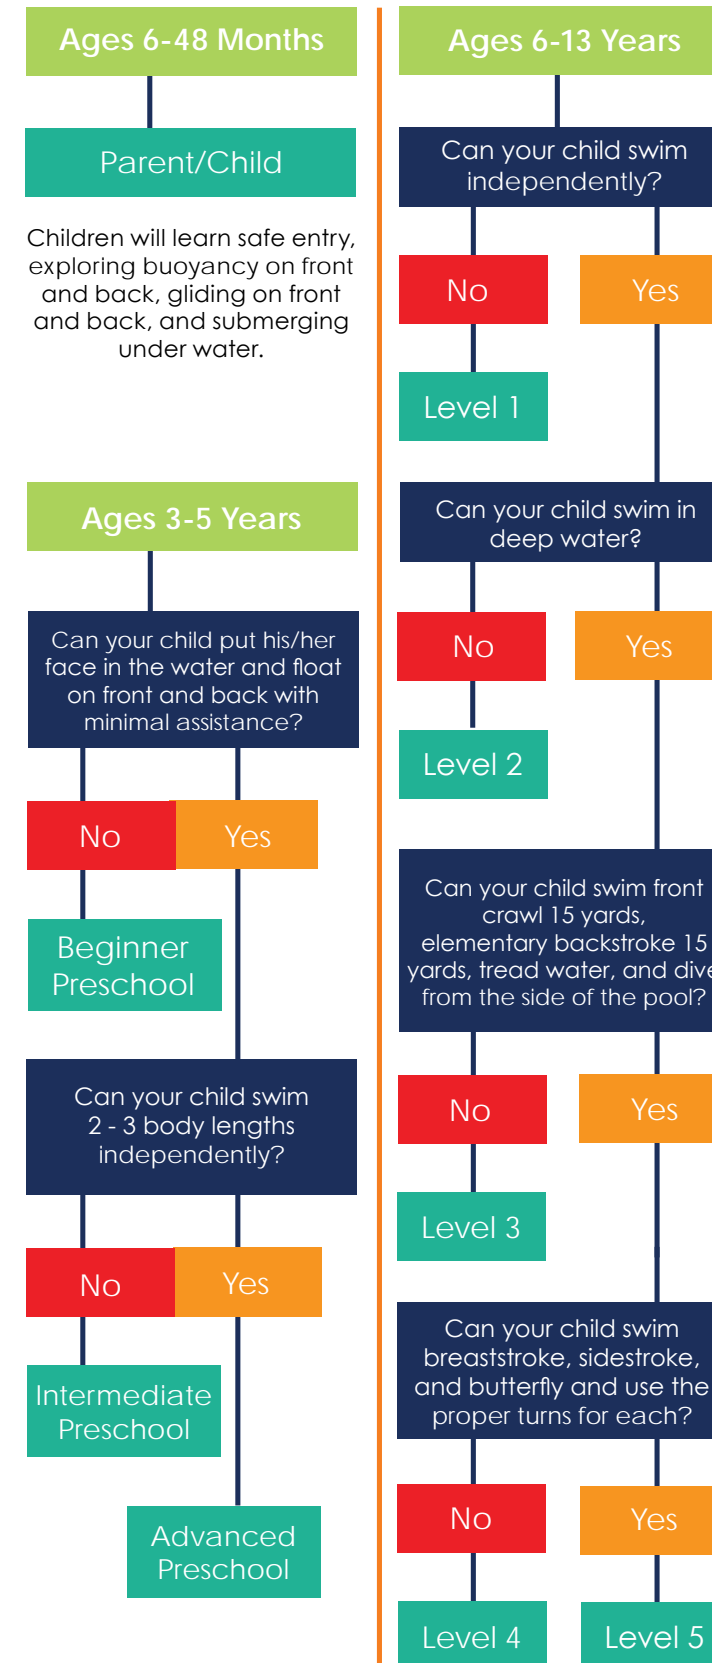 Ages 6-48 Months
Parent/Child
Children will learn safe entry,
exploring buoyancy on front
and back, gliding on front
and back, and submerging
under water.
Ages 3-5 Years
Can your child put his/her
face in the water and float
on front and back with
minimal assistance?
No
Yes
Beginner
Preschool
Can your child swim
2 - 3 body lengths
independently?
No
Yes
Intermediate
Preschool
Advanced
Preschool
Ages 6-13 Years
Can your child swim
independently?
No
Yes
Level 1
Can your child swim in
deep water?
No
Yes
Level 2
Can your child swim front
crawl 15 yards,
elementary backstroke 15
yards, tread water, and dive
from the side of the pool?
No
Yes
Level 3
Can your child swim
breaststroke, sidestroke,
and butterfly and use the
proper turns for each?
No
Yes
Level 4
Level 5